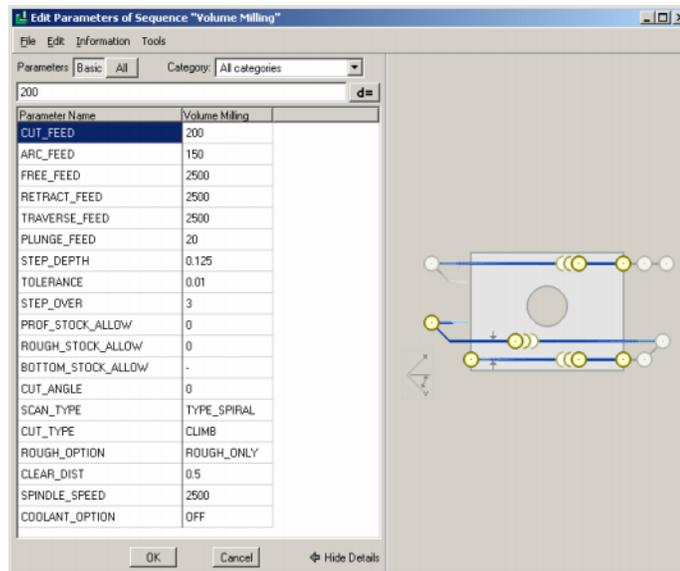 Edit Parameters of Sequence "Volume Milling"
File Edit Information Tools
Parameters Basic All Category: All categories
200 d=
Parameter Name Volume Milling
CUT_FEED 200
ARC_FEED 150
FREE_FEED 2500
RETRACT_FEED 2500
TRAVERSE_FEED 2500
PLUNGE_FEED 20
STEP_DEPTH 0.125
TOLERANCE 0.01
STEP_OVER 3
PROF_STOCK_ALLOW 0
ROUGH_STOCK_ALLOW 0
BOTTOM_STOCK_ALLOW -
CUT_ANGLE 0
SCAN_TYPE TYPE_SPIRAL
CUT_TYPE CLIMB
ROUGH_OPTION ROUGH_ONLY
CLEAR_DIST 0.5
SPINDLE_SPEED 2500
COOLANT_OPTION OFF
OK Cancel Hide Details